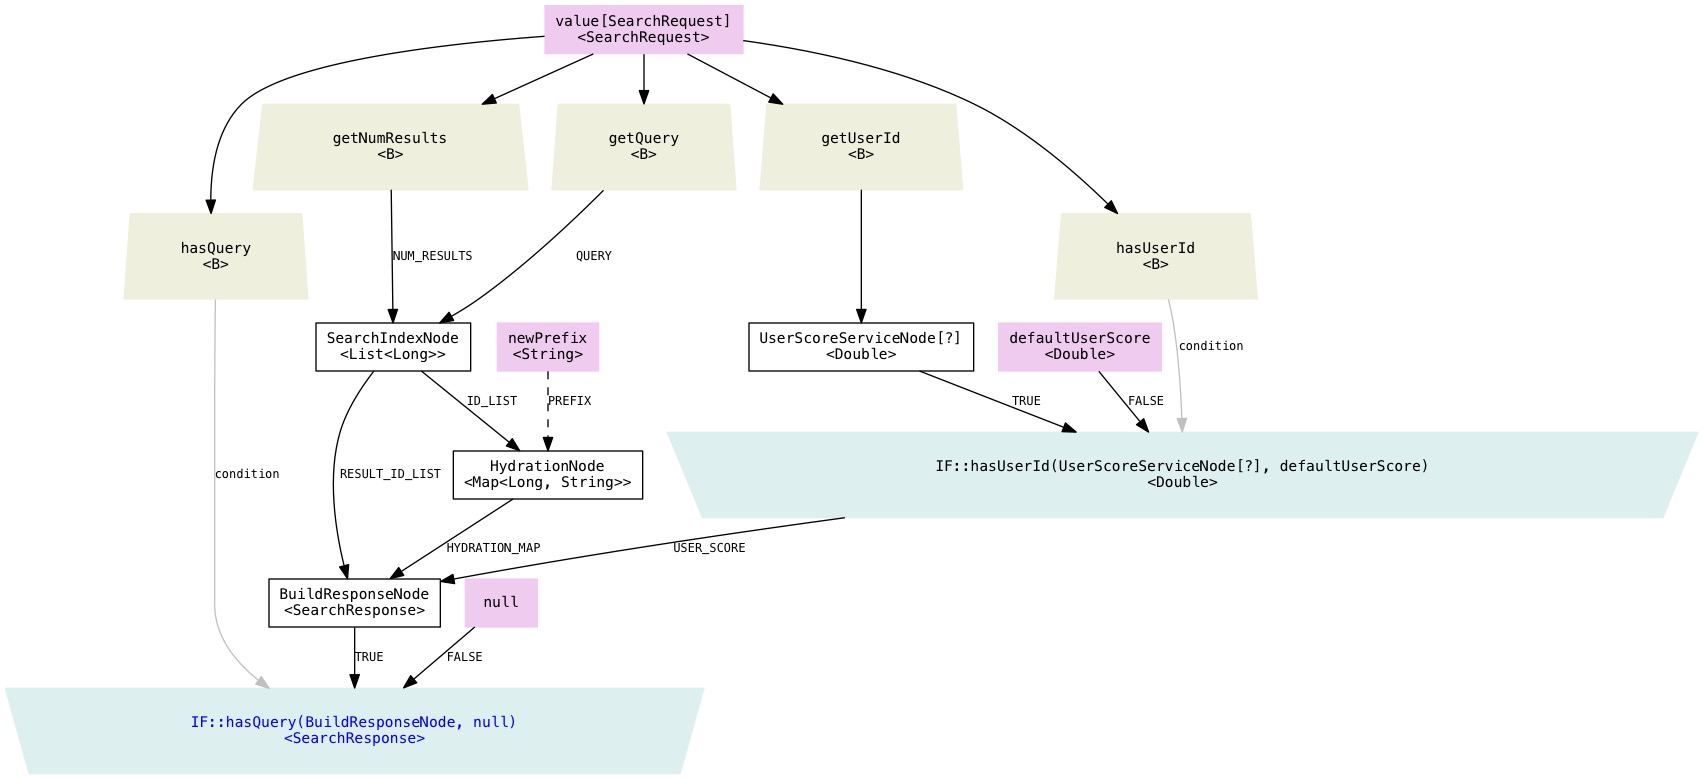 value[SearchRequest]
<SearchRequest>
getNumResults
<B>
getQuery
<B>
getUserId
<B>
hasQuery
<B>
hasUserId
<B>
NUM_RESULTS
QUERY
SearchIndexNode
<List<Long>>
newPrefix
<String>
UserScoreServiceNode[?]
<Double>
defaultUserScore
<Double>
condition
ID_LIST
PREFIX
TRUE
FALSE
condition
RESULT_ID_LIST
HydrationNode
<Map<Long, String>>
IF::hasUserId(UserScoreServiceNode[?], defaultUserScore)
<Double>
HYDRATION_MAP
USER_SCORE
BuildResponseNode
<SearchResponse>
null
TRUE
FALSE
IF::hasQuery(BuildResponseNode, null)
<SearchResponse>